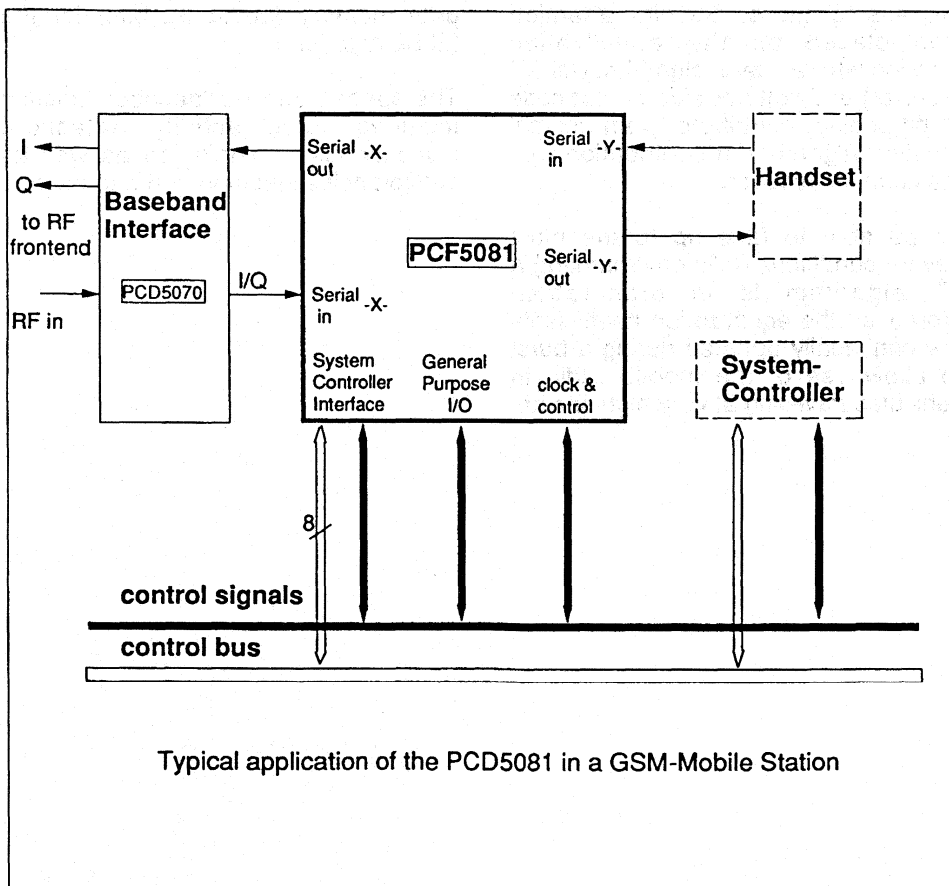 I
Q
to RF
frontend
RF in
Baseband
Interface
PCD5070
I/Q
Serial -X-
out
Serial -X-
in
PCF5081
Serial -Y-
in
Serial -Y-
out
System
Controller
Interface
General
Purpose
I/O
clock &
control
Handset
System-
Controller
8
control signals
control bus
Typical application of the PCD5081 in a GSM-Mobile Station